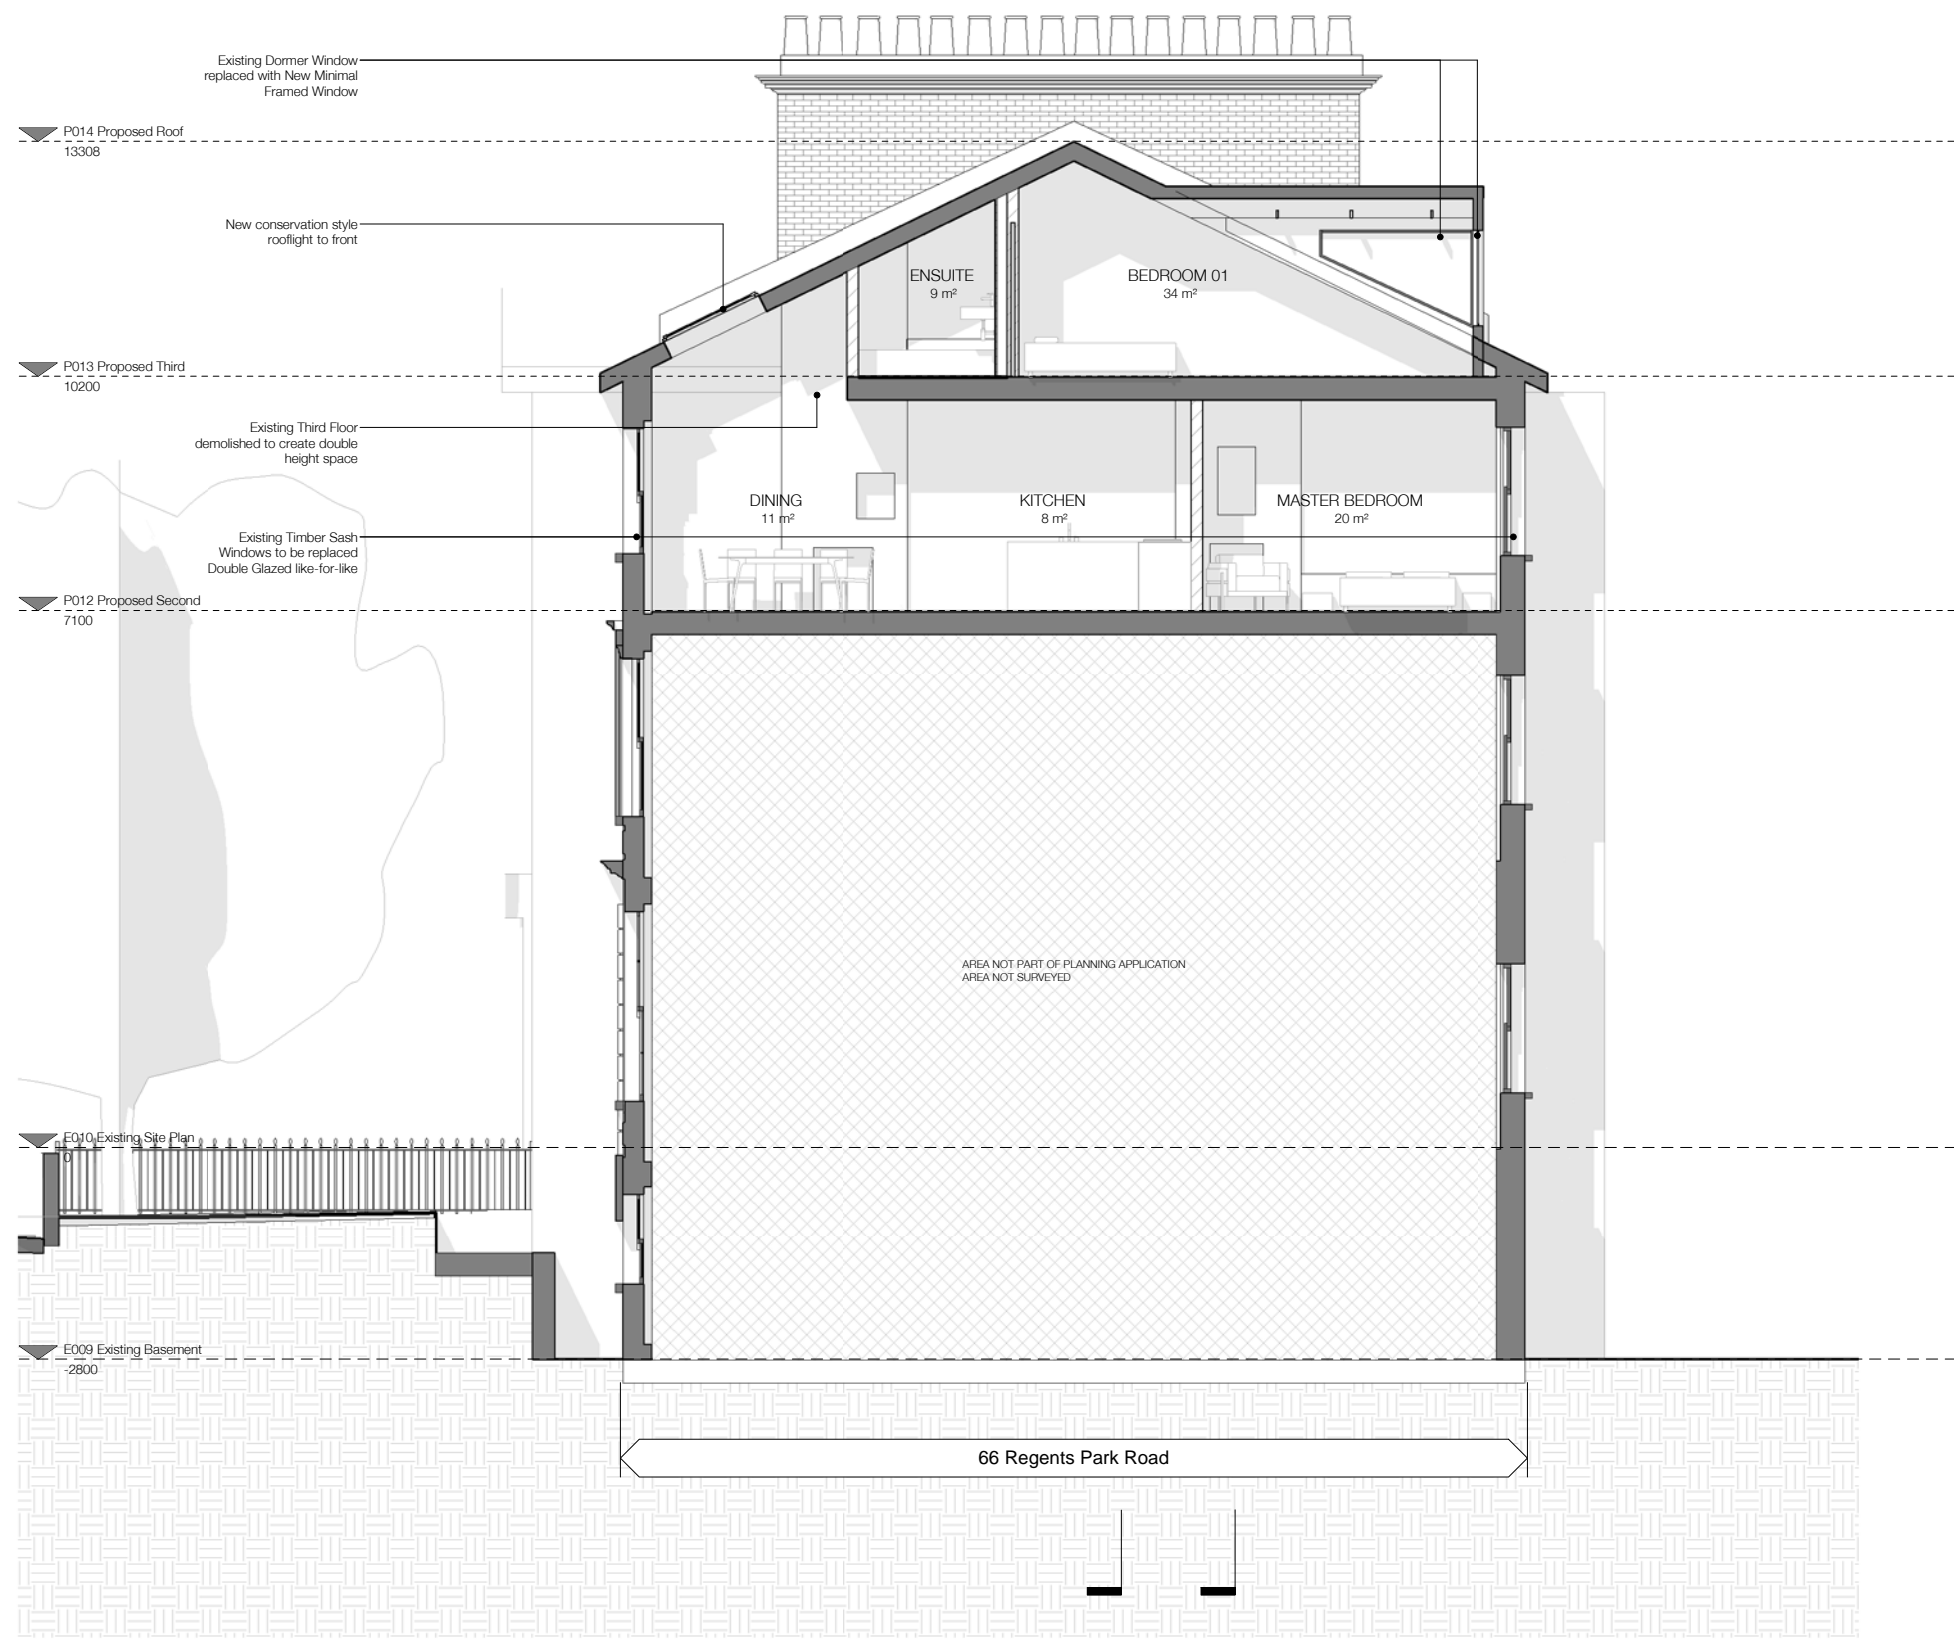 Existing Dormer Window
replaced with New Minimal
Framed Window
P014 Proposed Roof
13308
New conservation style
rooflight to front
ENSUITE
9 m²
BEDROOM 01
34 m²
P013 Proposed Third
10200
Existing Third Floor
demolished to create double
height space
DINING
11 m²
KITCHEN
8 m²
MASTER BEDROOM
20 m²
Existing Timber Sash
Windows to be replaced
Double Glazed like-for-like
P012 Proposed Second
7100
AREA NOT PART OF PLANNING APPLICATION
AREA NOT SURVEYED
E010 Existing Site Plan
0
E009 Existing Basement
-2800
66 Regents Park Road